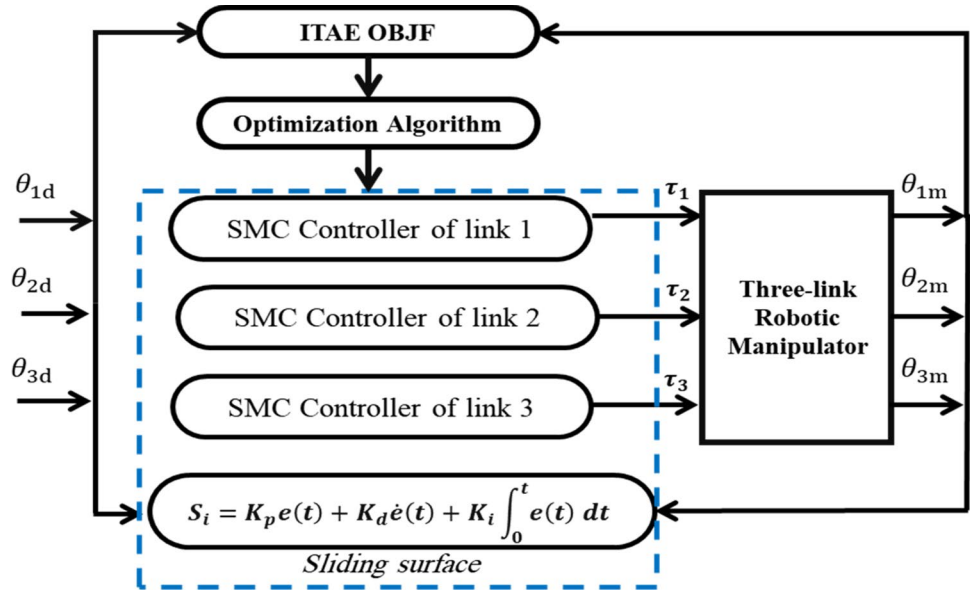 ITAE OBJF
Optimization Algorithm
θ1d
θ2d
θ3d
SMC Controller of link 1
SMC Controller of link 2
SMC Controller of link 3
τ1
τ2
τ3
Three-link
Robotic
Manipulator
θ1m
θ2m
θ3m
Si = Kp e(t) + Kd ė(t) + Ki ∫₀ᵗ e(t) dt
Sliding surface